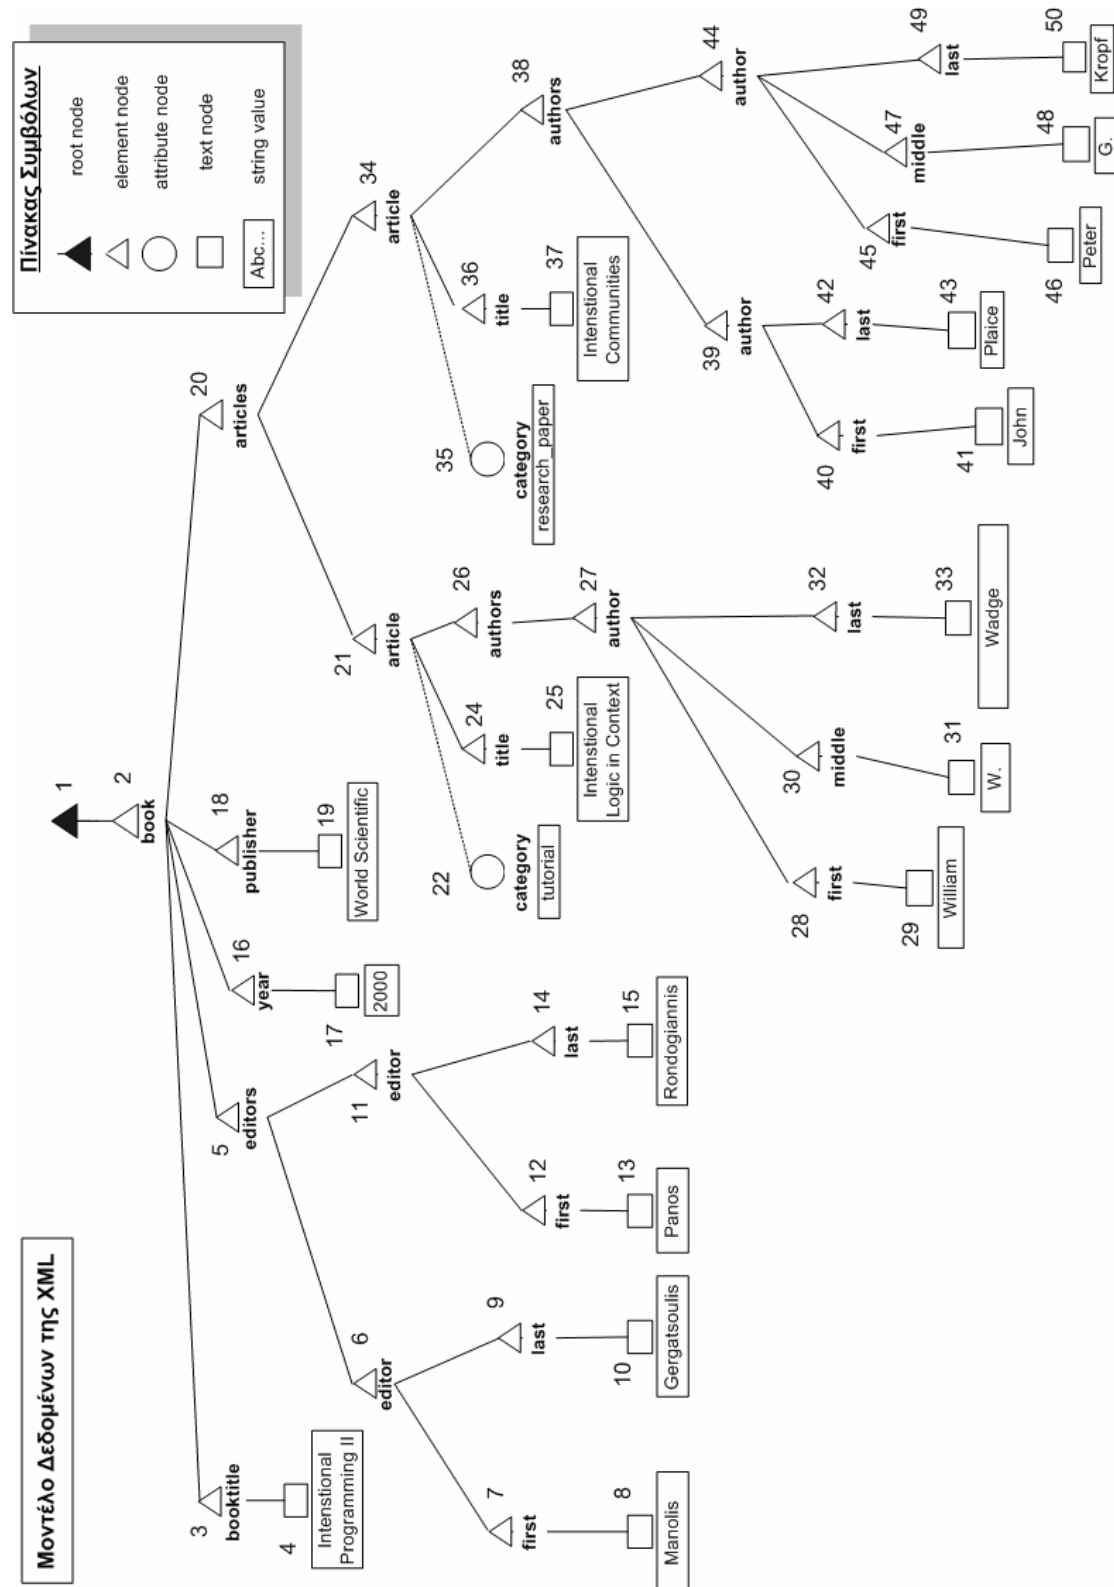 Μοντέλο Δεδομένων της XML
Πίνακας Συμβόλων
root node
element node
attribute node
text node
Abc...
string value
1
2
book
3
booktitle
4
Intenstional
Programming II
5
editors
6
editor
7
first
8
Manolis
9
last
10
Gergatsoulis
11
editor
12
first
13
Panos
14
last
15
Rondogiannis
16
year
17
2000
18
publisher
19
World Scientific
20
articles
21
article
22
category
tutorial
24
title
25
Intenstional
Logic in Context
26
authors
27
author
28
first
29
William
30
middle
31
W.
32
last
33
Wadge
34
article
35
category
research_paper
36
title
37
Intenstional
Communities
38
authors
39
author
40
first
41
John
42
last
43
Plaice
44
author
45
first
46
Peter
47
middle
48
G.
49
last
50
Kropf